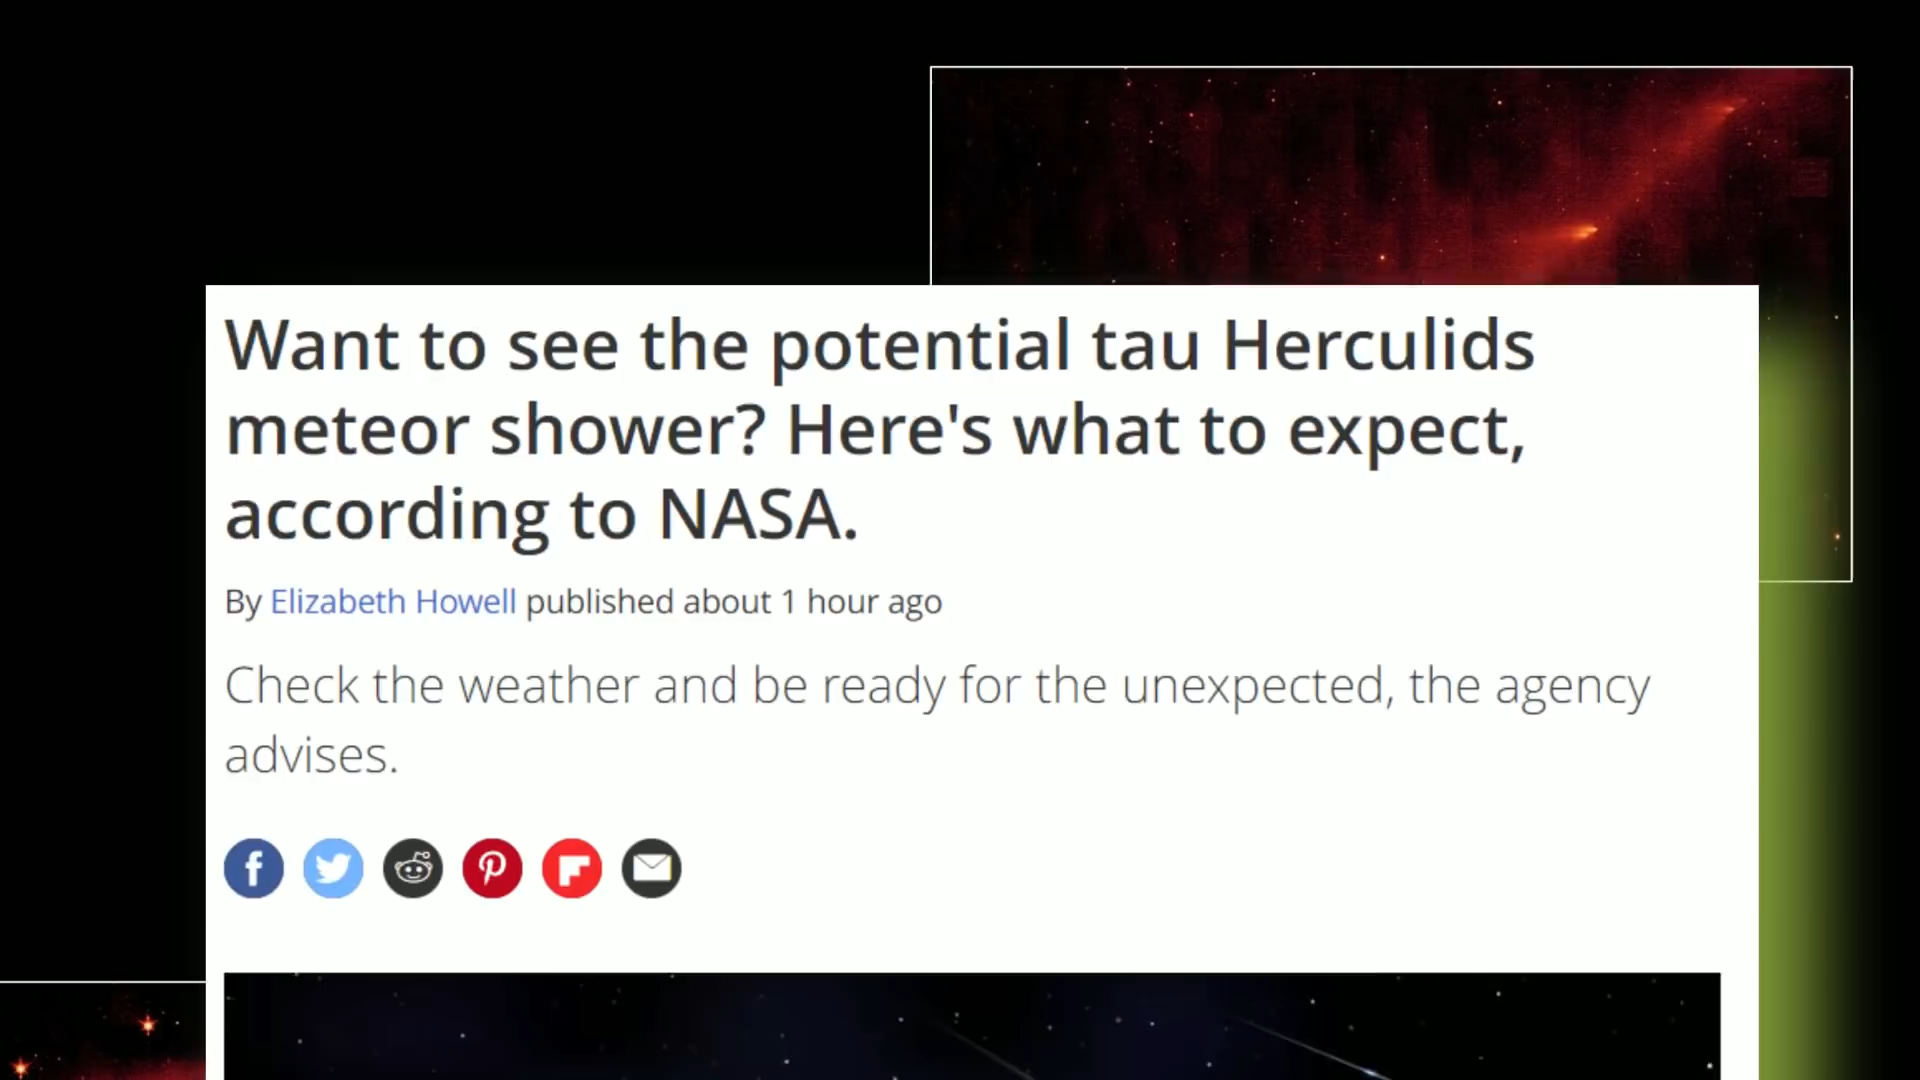 Want to see the potential tau Herculids
meteor shower? Here's what to expect,
according to NASA.
By Elizabeth Howell published about 1 hour ago
Check the weather and be ready for the unexpected, the agency
advises.